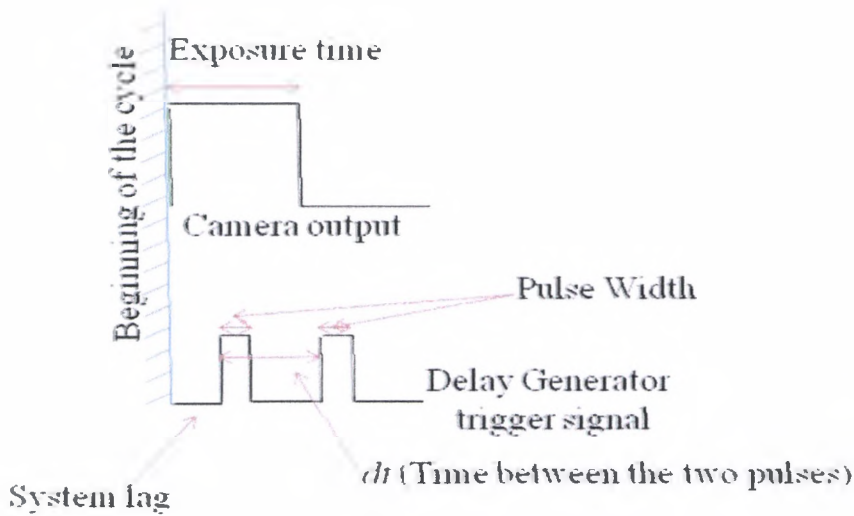 Exposure time
Beginning of the cycle
Camera output
Pulse Width
Delay Generator
trigger signal
dt (Time between the two pulses)
System lag